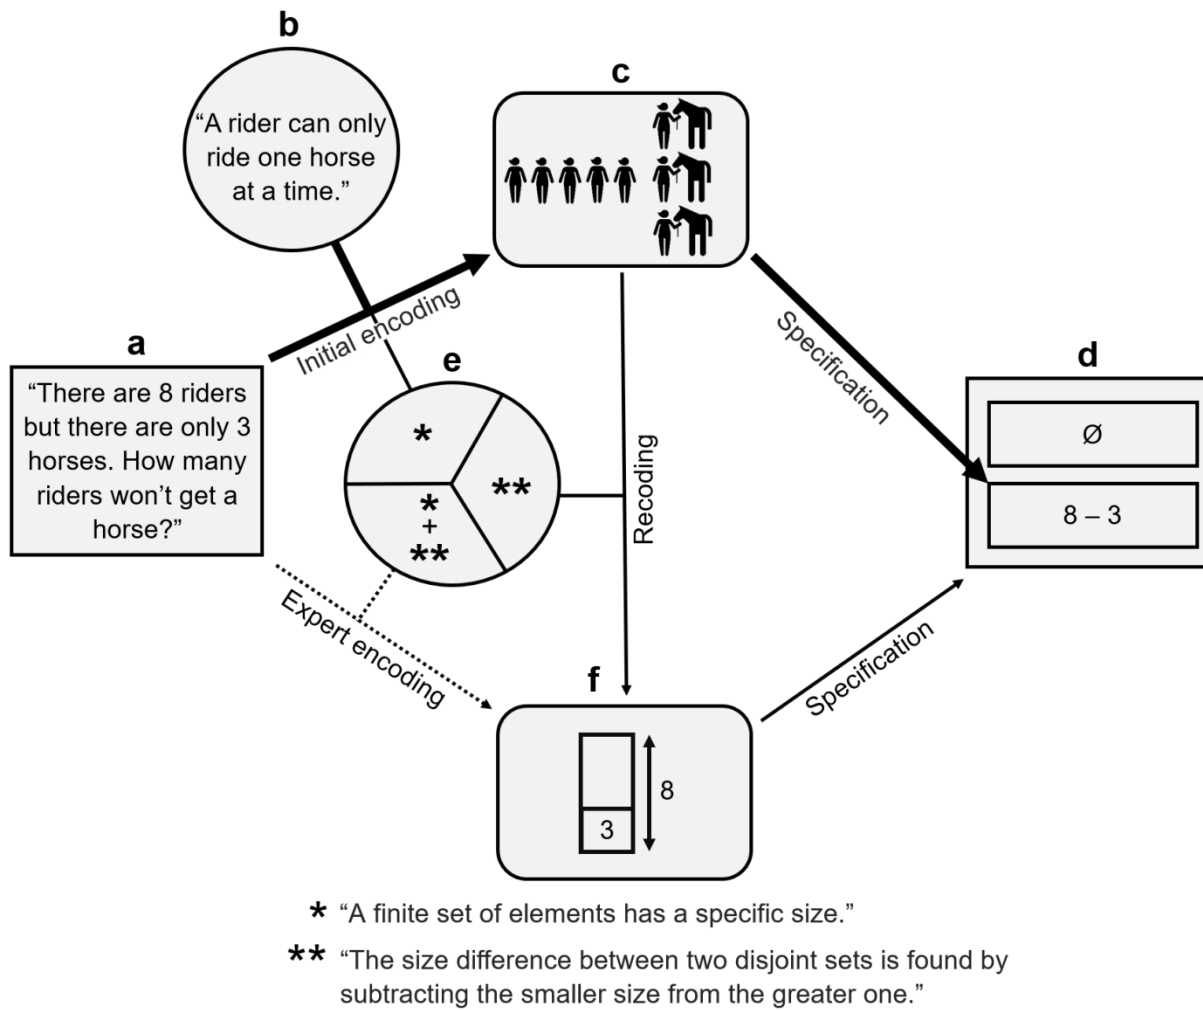 b
“A rider can only
ride one horse
at a time.”
c
a
“There are 8 riders
but there are only 3
horses. How many
riders won’t get a
horse?”
Initial encoding
e
*
**
*
+
**
Recoding
Specification
d
Ø
8 – 3
Expert encoding
f
8
3
Specification
* “A finite set of elements has a specific size.”
** “The size difference between two disjoint sets is found by
subtracting the smaller size from the greater one.”